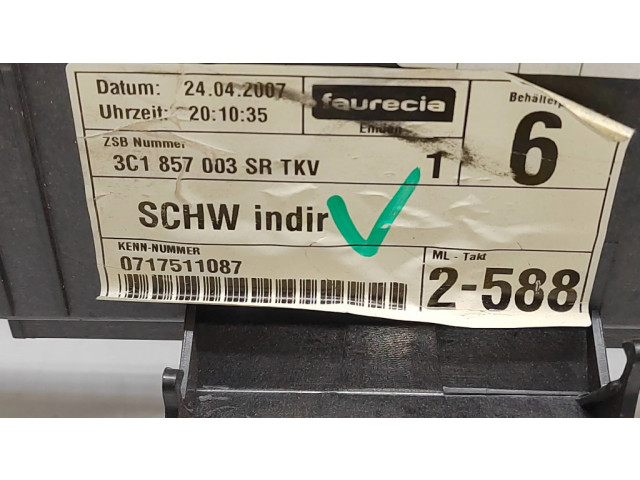 Datum: 24.04.2007
Uhrzeit: 20:10:35
faurecia
Emden
ZSB Nummer
3C1 857 003 SR TKV 1
6
SCHW indir
KENN-NUMMER
0717511087
ML - Takt
2-588